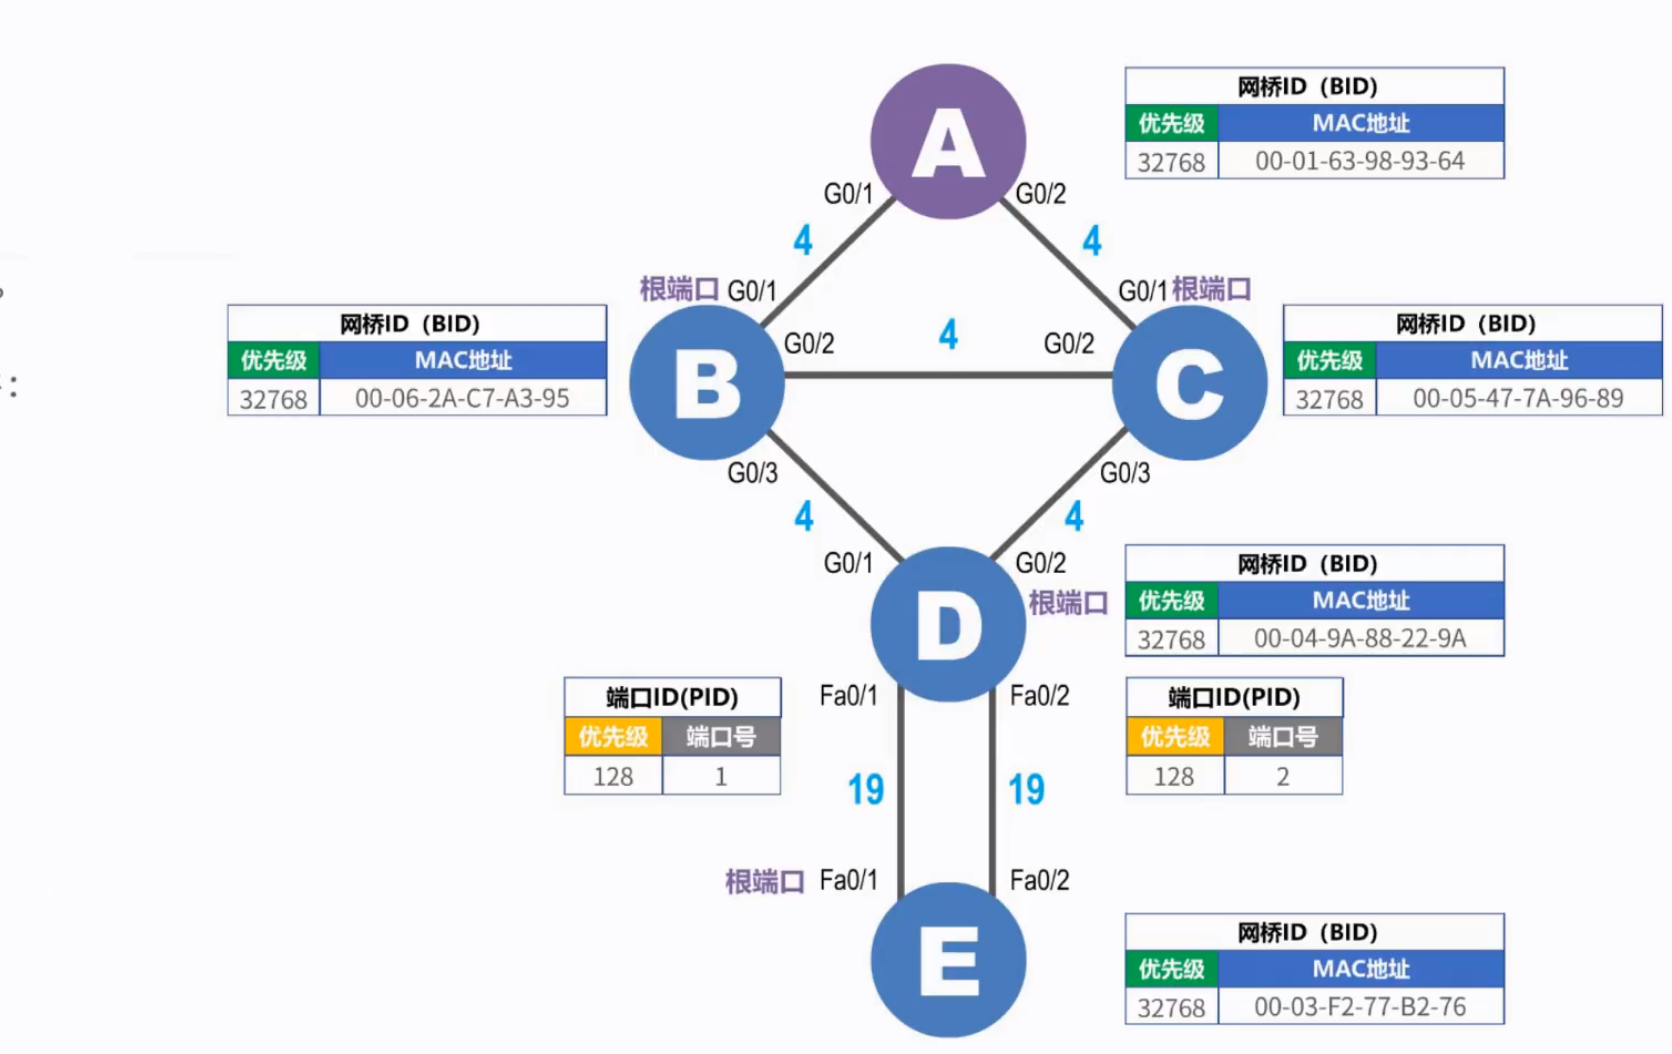 网桥ID（BID)
优先级 MAC地址
32768 00-01-63-98-93-64
A
G0/1 G0/2
4 4
：
根端口 G0/1 G0/1 根端口
网桥ID（BID)
优先级 MAC地址
32768 00-06-2A-C7-A3-95
B
G0/2 4 G0/2
C
网桥ID（BID)
优先级 MAC地址
32768 00-05-47-7A-96-89
G0/3 G0/3
4 4
G0/1 G0/2
D
根端口
网桥ID（BID)
优先级 MAC地址
32768 00-04-9A-88-22-9A
端口ID(PID)
优先级 端口号
128 1
Fa0/1 Fa0/2
端口ID(PID)
优先级 端口号
128 2
19 19
根端口 Fa0/1 Fa0/2
E
网桥ID（BID)
优先级 MAC地址
32768 00-03-F2-77-B2-76